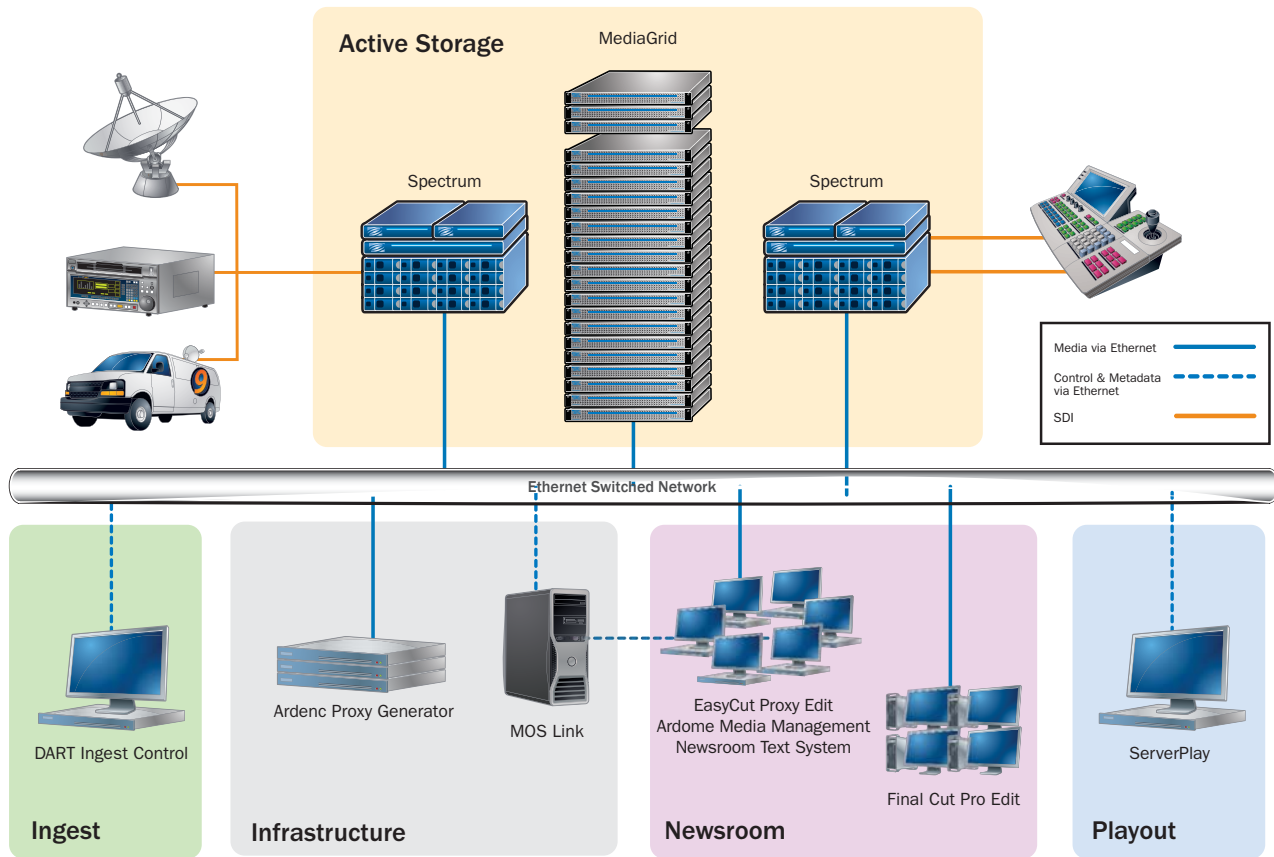 Active Storage
MediaGrid
Spectrum
Spectrum
9
Media via Ethernet
Control & Metadata
via Ethernet
SDI
Ethernet Switched Network
DART Ingest Control
Ingest
Ardenc Proxy Generator
MOS Link
Infrastructure
EasyCut Proxy Edit
Ardome Media Management
Newsroom Text System
Final Cut Pro Edit
Newsroom
ServerPlay
Playout